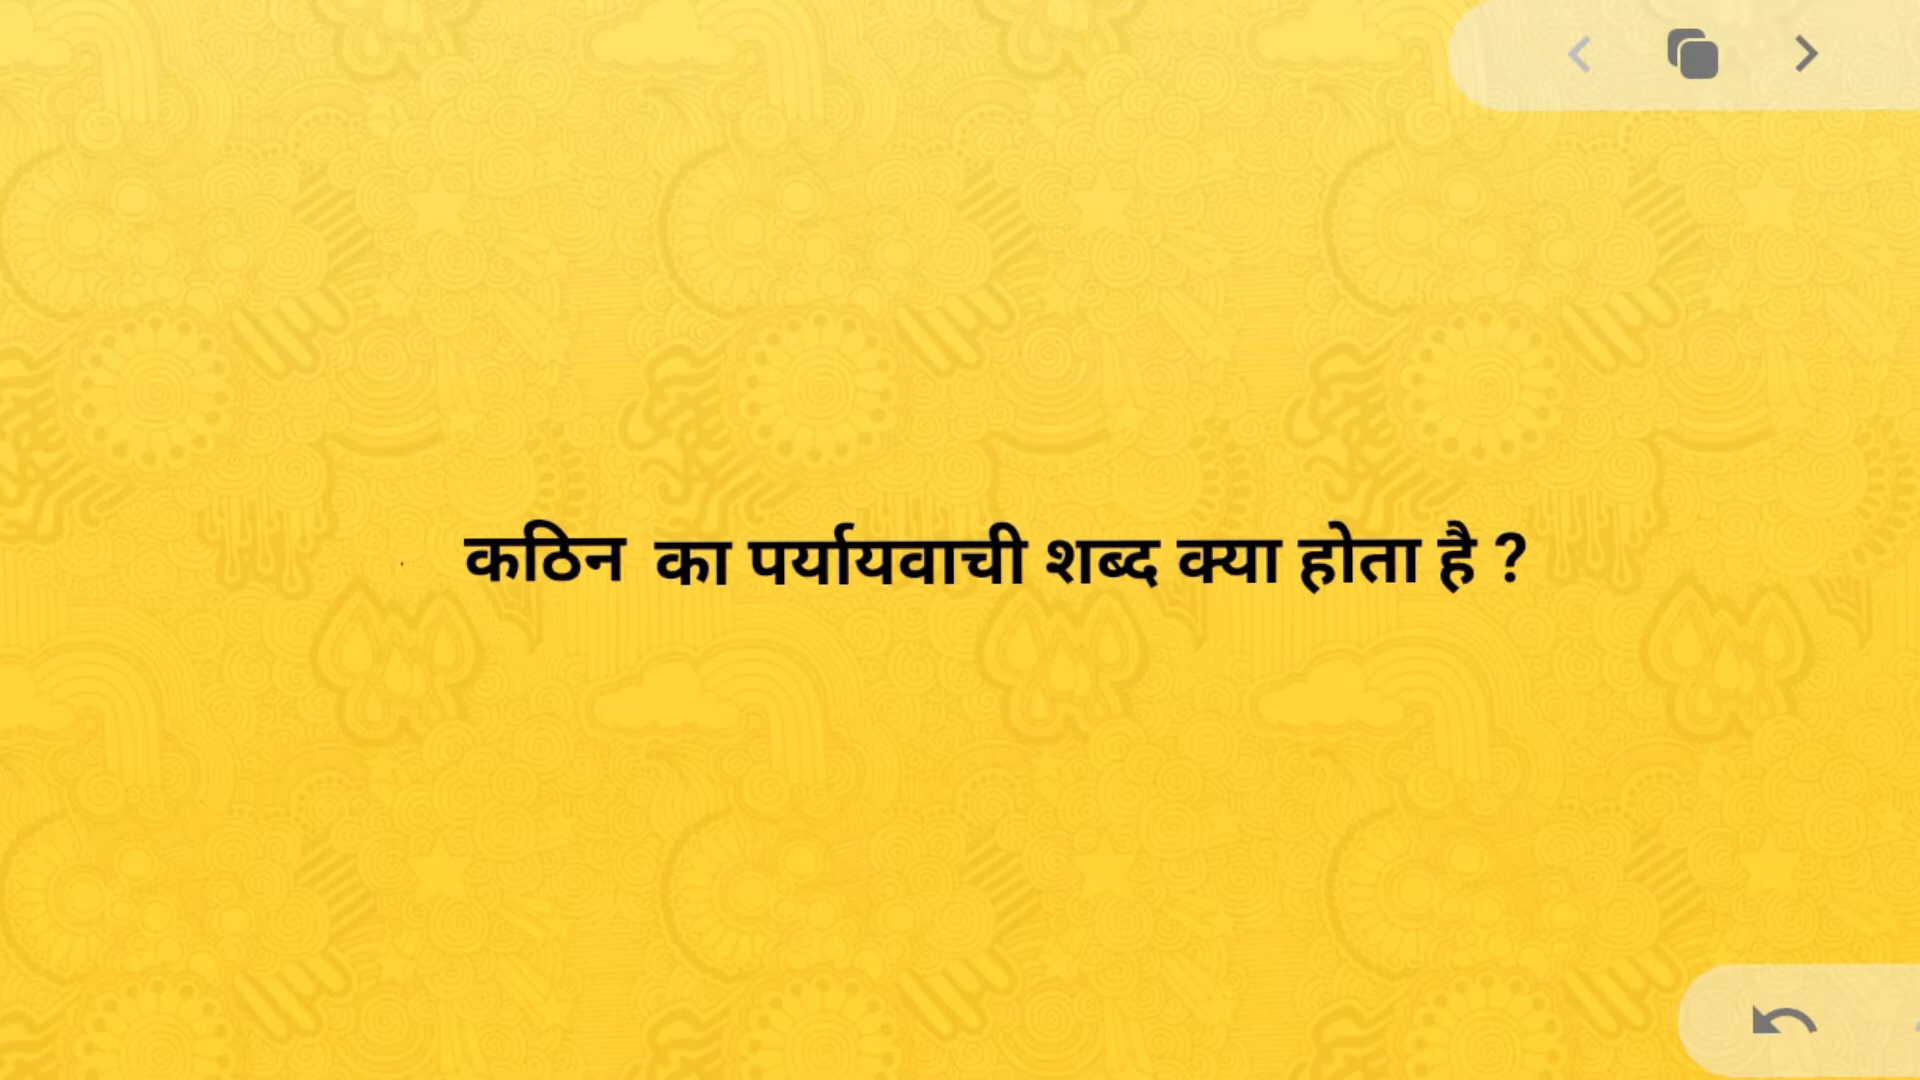 कठिन का पर्यायवाची शब्द क्या होता है ?